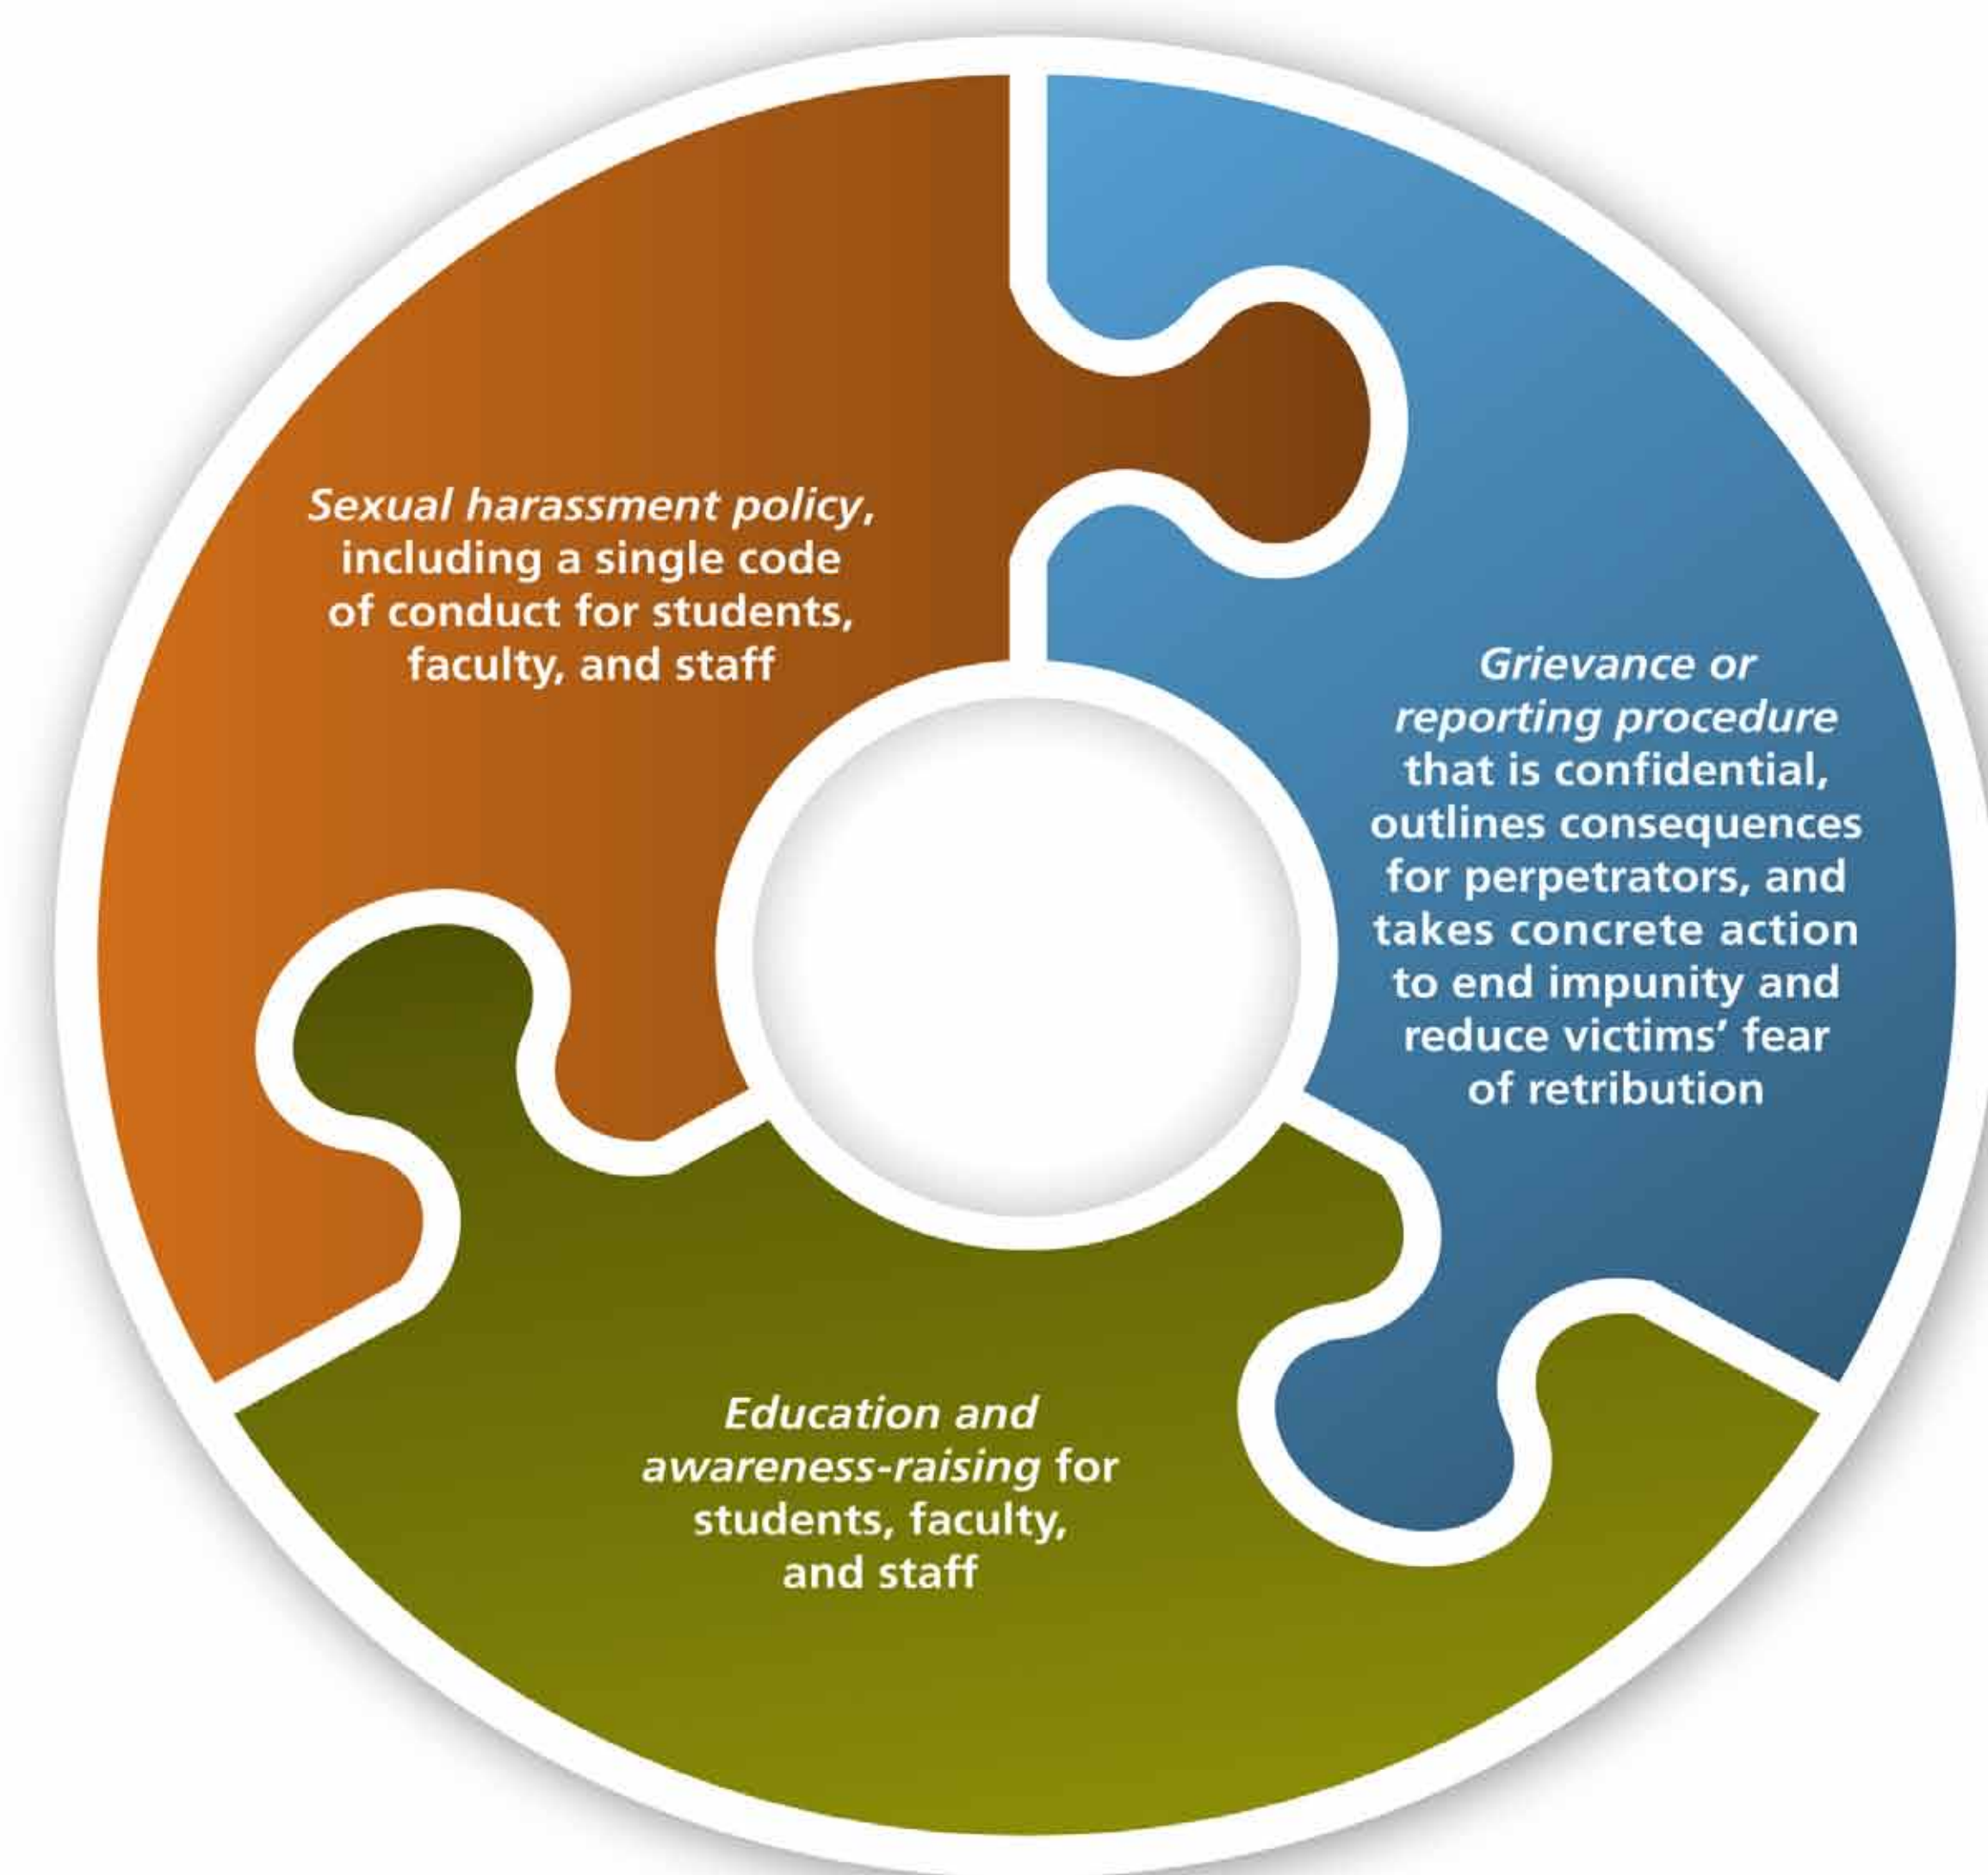 Sexual harassment policy,
including a single code
of conduct for students,
faculty, and staff
Grievance or
reporting procedure
that is confidential,
outlines consequences
for perpetrators, and
takes concrete action
to end impunity and
reduce victims’ fear
of retribution
Education and
awareness-raising for
students, faculty,
and staff